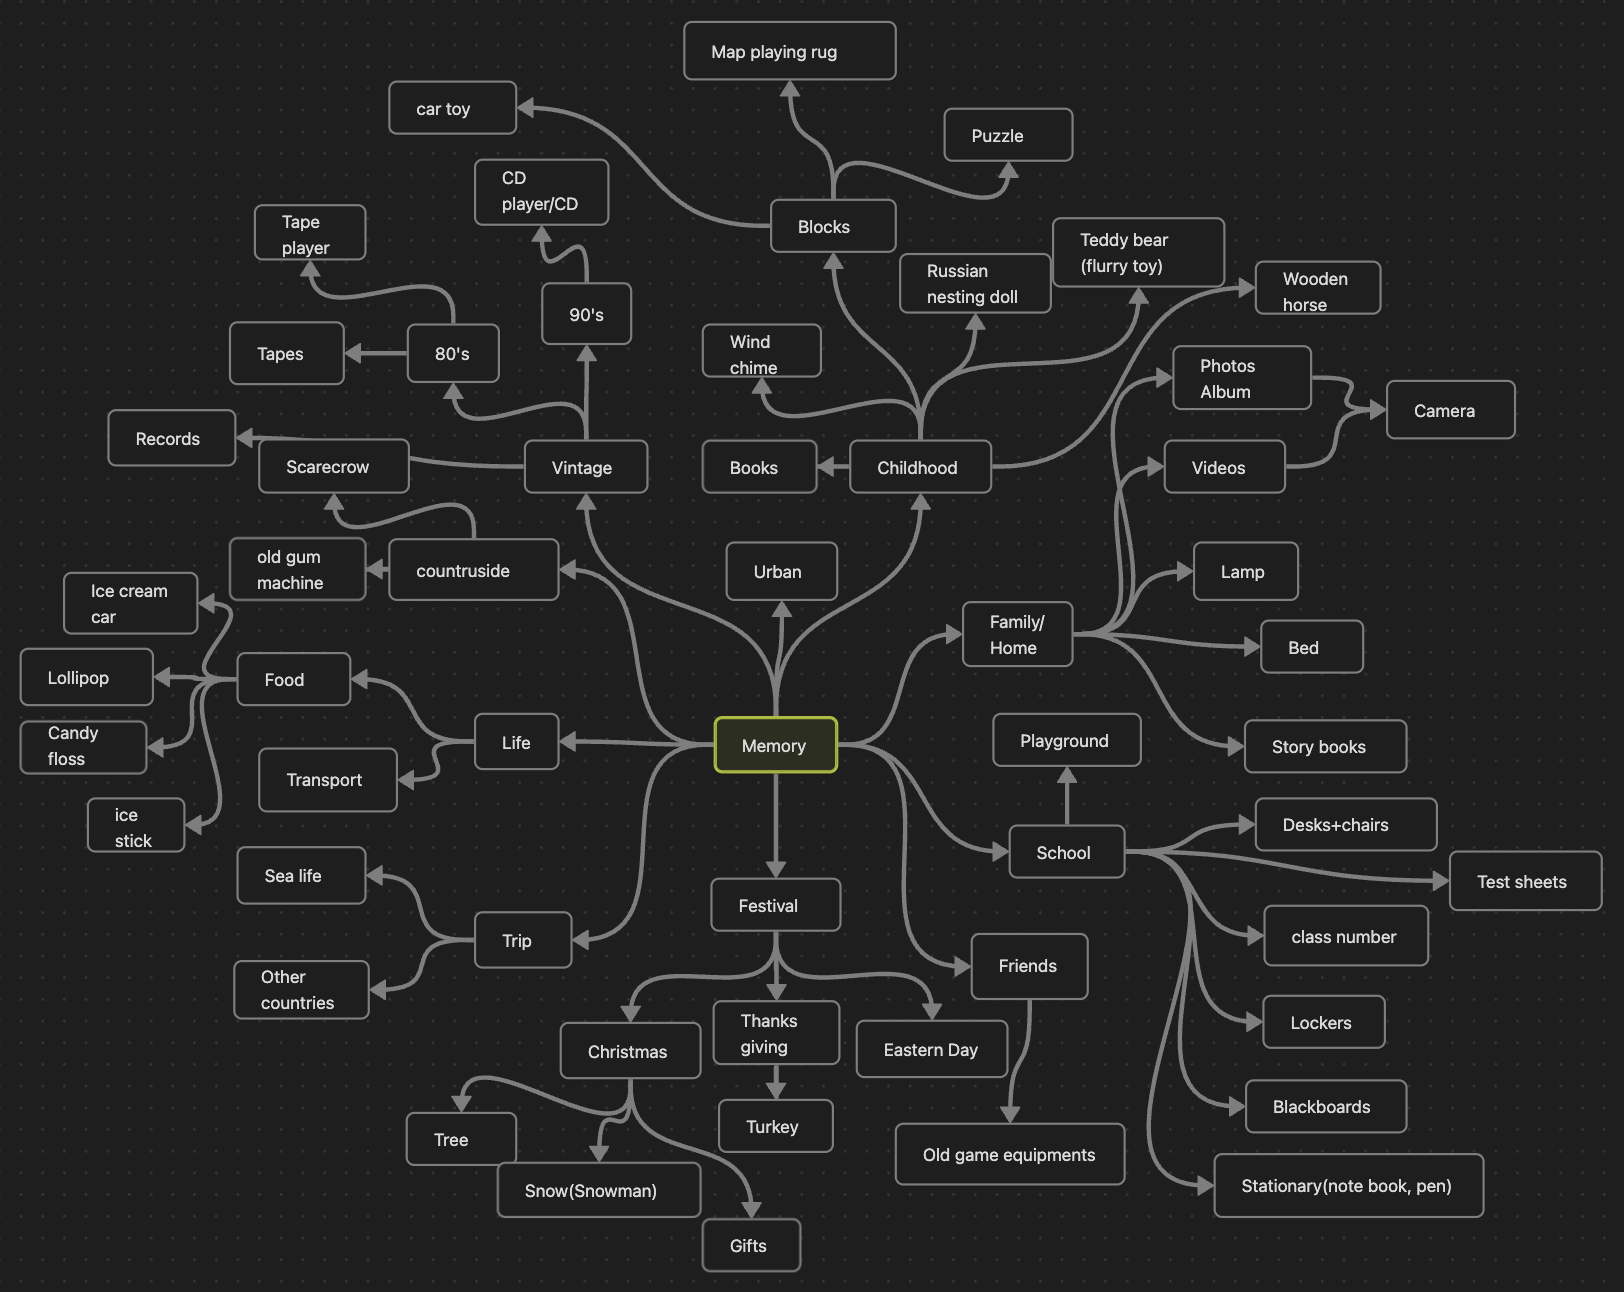 Map playing rug
car toy
Puzzle
CD
player/CD
Tape
player
Blocks
Teddy bear
(flurry toy)
Russian
nesting doll
Wooden
horse
90's
Wind
chime
Tapes
80's
Photos
Album
Camera
Records
Scarecrow
Vintage
Books
Childhood
Videos
old gum
machine
countruside
Urban
Lamp
Ice cream
car
Family/
Home
Bed
Lollipop
Food
Candy
floss
Life
Memory
Playground
Story books
Transport
ice
stick
School
Desks+chairs
Test sheets
Sea life
Festival
class number
Trip
Friends
Other
countries
Thanks
giving
Lockers
Christmas
Eastern Day
Tree
Turkey
Blackboards
Old game equipments
Snow(Snowman)
Stationary(note book, pen)
Gifts